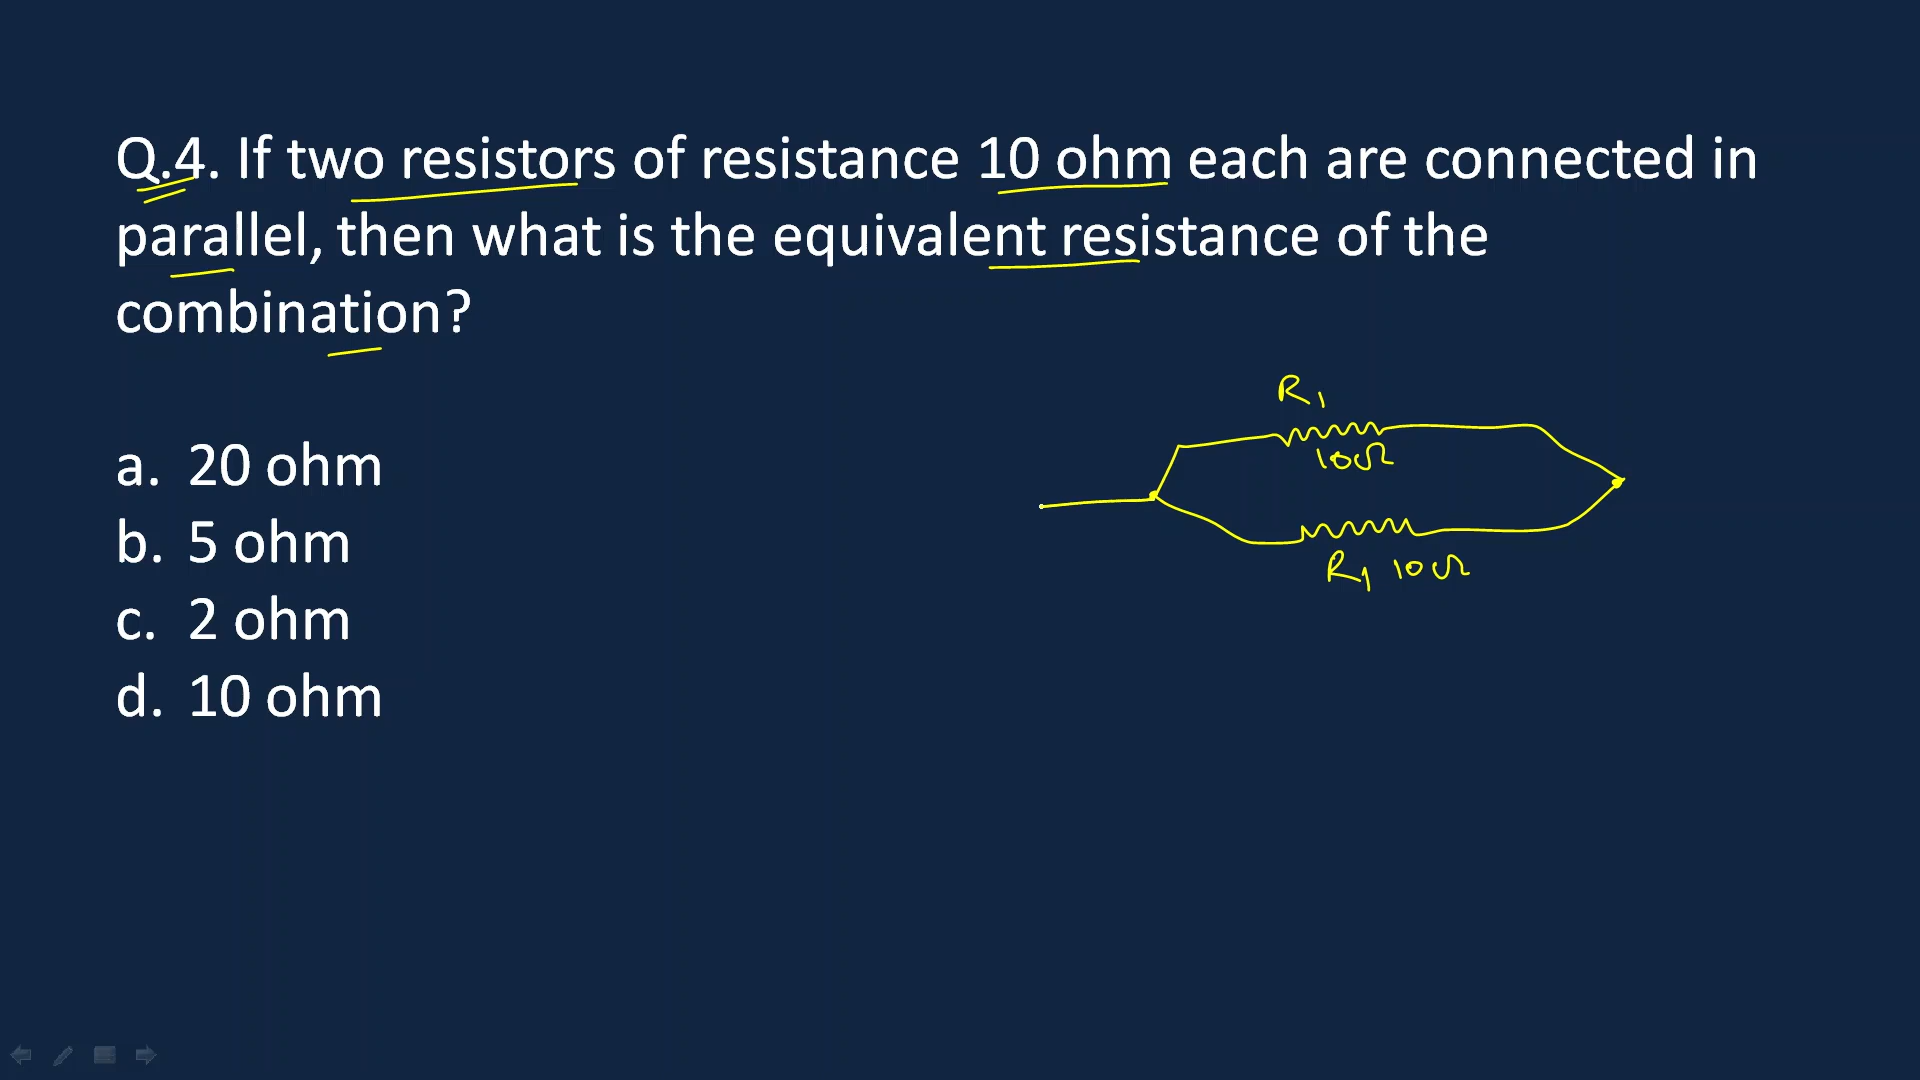 Q.4. If two resistors of resistance 10 ohm each are connected in
parallel, then what is the equivalent resistance of the
combination?
R1
10Ω
R1 10Ω
a. 20 ohm
b. 5 ohm
c. 2 ohm
d. 10 ohm